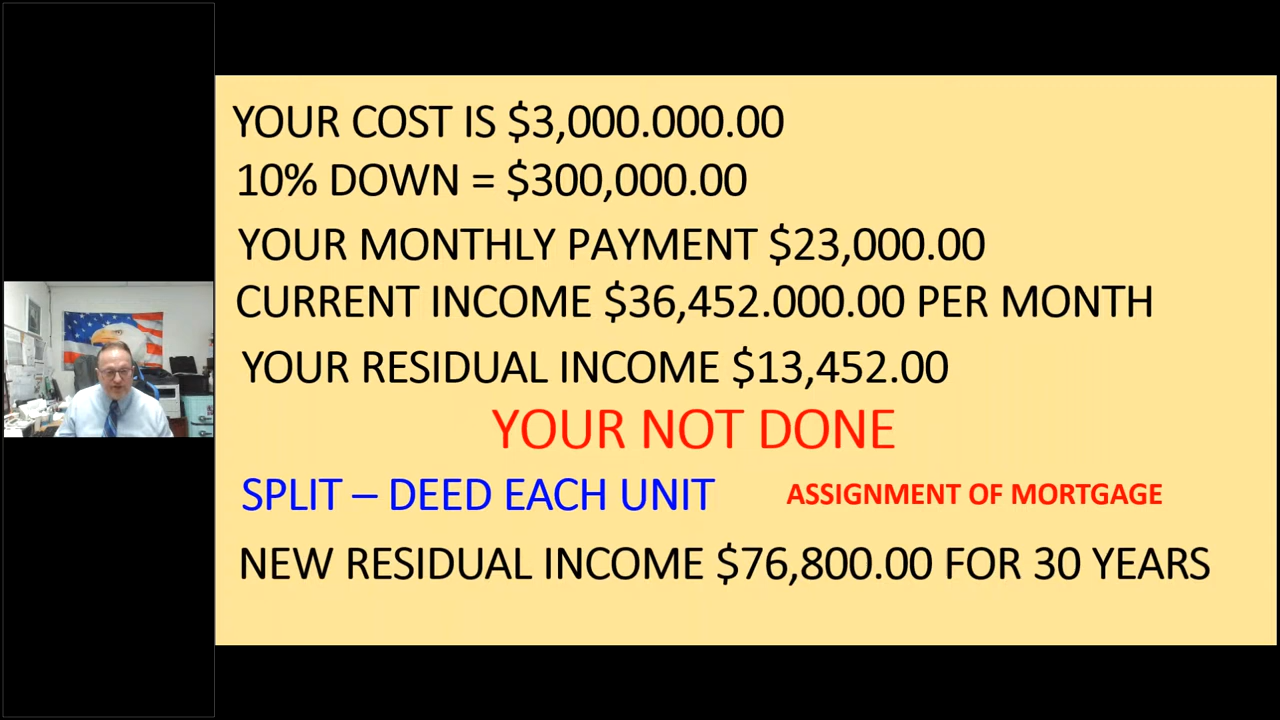 YOUR COST IS $3,000.000.00
10% DOWN = $300,000.00
YOUR MONTHLY PAYMENT $23,000.00
CURRENT INCOME $36,452.000.00 PER MONTH
YOUR RESIDUAL INCOME $13,452.00
YOUR NOT DONE
SPLIT – DEED EACH UNIT ASSIGNMENT OF MORTGAGE
NEW RESIDUAL INCOME $76,800.00 FOR 30 YEARS